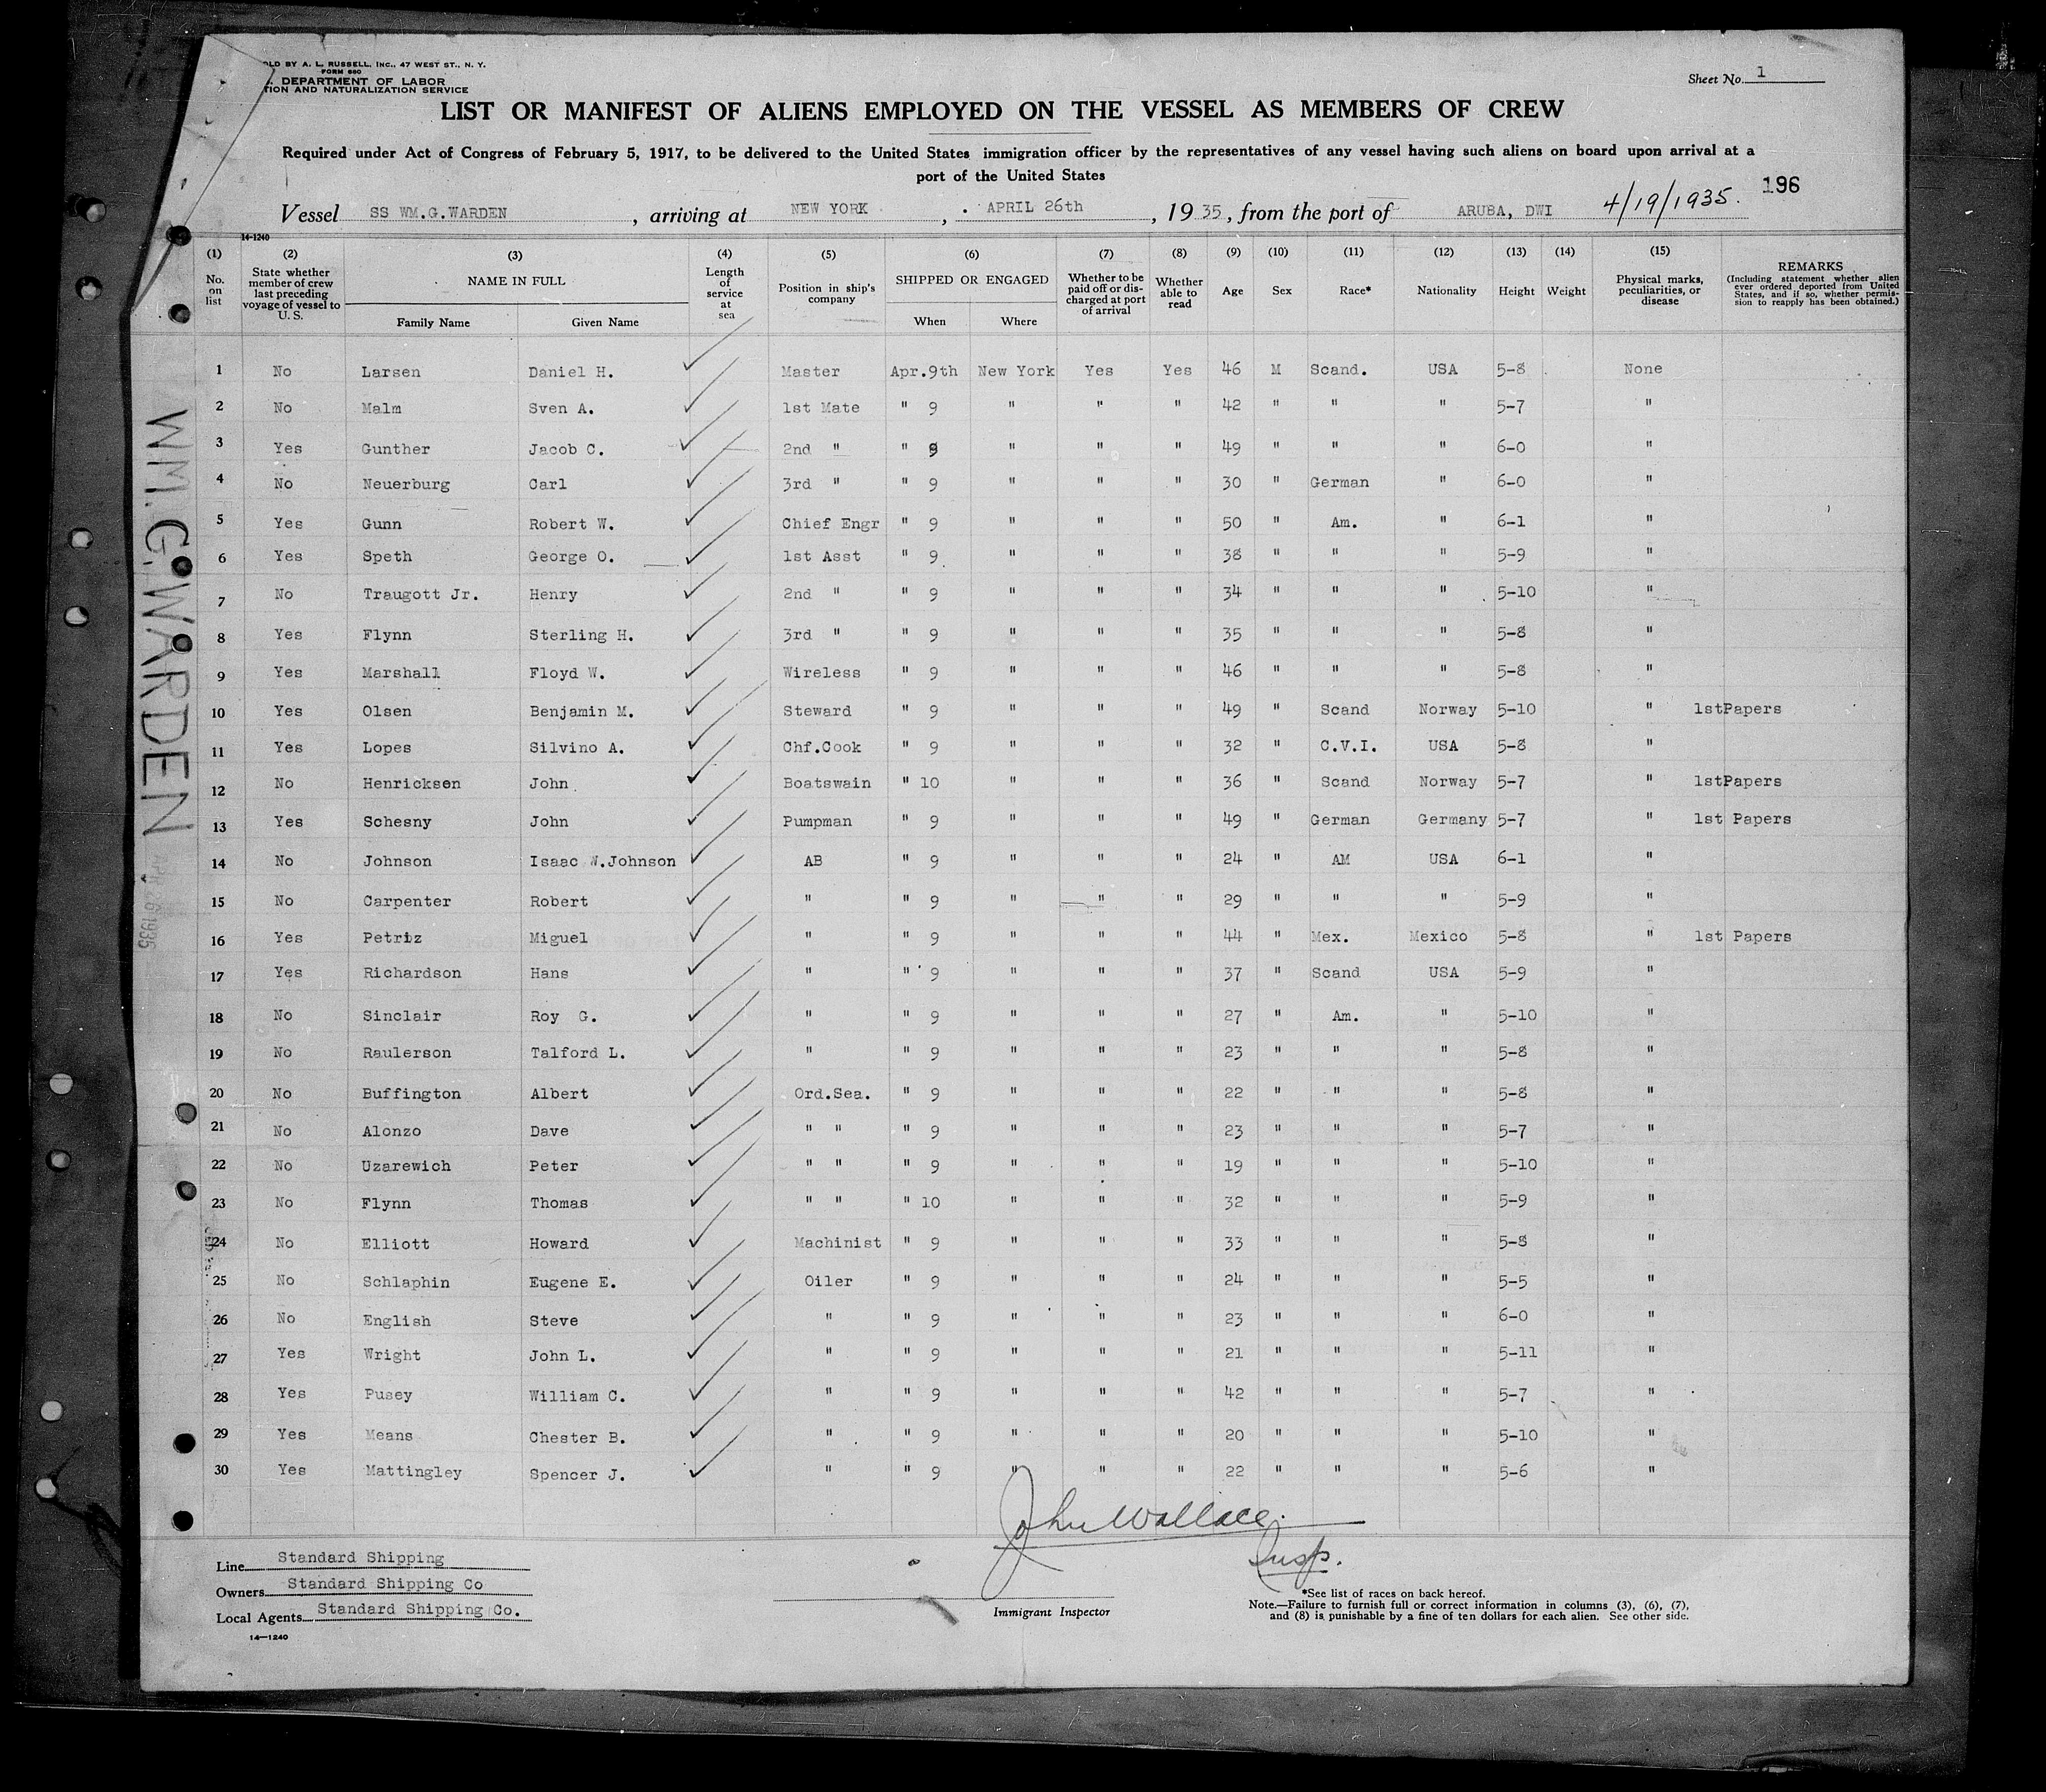 OLD BY A. L. RUSSELL, INC., 47 WEST ST., N. Y.
FORM 680
DEPARTMENT OF LABOR
TION AND NATURALIZATION SERVICE
Sheet No. 1
LIST OR MANIFEST OF ALIENS EMPLOYED ON THE VESSEL AS MEMBERS OF CREW
Required under Act of Congress of February 5, 1917, to be delivered to the United States immigration officer by the representatives of any vessel having such aliens on board upon arrival at a
port of the United States
196
Vessel SS WM.G.WARDEN, arriving at NEW YORK, APRIL 26th, 1935, from the port of ARUBA, DWI 4/19/1935.
14-1240
(1) No. on list
(2) State whether member of crew last preceding voyage of vessel to U. S.
(3) NAME IN FULL Family Name Given Name
(4) Length of service at sea
(5) Position in ship's company
(6) SHIPPED OR ENGAGED When Where
(7) Whether to be paid off or discharged at port of arrival
(8) Whether able to read
(9) Age
(10) Sex
(11) Race*
(12) Nationality
(13) Height
(14) Weight
(15) Physical marks, peculiarities, or disease
REMARKS (Including statement whether alien ever ordered deported from United States, and if so, whether permission to reapply has been obtained.)
1 No Larsen Daniel H. Master Apr.9th New York Yes Yes 46 M Scand. USA 5-8 None
2 No Malm Sven A. 1st Mate " 9 " " " 42 " " " 5-7 "
3 Yes Gunther Jacob C. 2nd " " 9 " " " 49 " " " 6-0 "
4 No Neuerburg Carl 3rd " " 9 " " " 30 " German " 6-0 "
5 Yes Gunn Robert W. Chief Engr " 9 " " " 50 " Am. " 6-1 "
6 Yes Speth George O. 1st Asst " 9 " " " 38 " " " 5-9 "
7 No Traugott Jr. Henry 2nd " " 9 " " " 34 " " " 5-10 "
8 Yes Flynn Sterling H. 3rd " " 9 " " " 35 " " " 5-8 "
9 Yes Marshall Floyd W. Wireless " 9 " " " 46 " " " 5-8 "
10 Yes Olsen Benjamin M. Steward " 9 " " " 49 " Scand Norway 5-10 " 1stPapers
11 Yes Lopes Silvino A. Chf.Cook " 9 " " " 32 " C.V.I. USA 5-8 "
12 No Henricksen John Boatswain " 10 " " " 36 " Scand Norway 5-7 " 1stPapers
13 Yes Schesny John Pumpman " 9 " " " 49 " German Germany 5-7 " 1st Papers
14 No Johnson Isaac W.Johnson AB " 9 " " " 24 " AM USA 6-1 "
15 No Carpenter Robert " " 9 " " " 29 " " " 5-9 "
16 Yes Petriz Miguel " " 9 " " " 44 " Mex. Mexico 5-8 " 1st Papers
17 Yes Richardson Hans " " 9 " " " 37 " Scand USA 5-9 "
18 No Sinclair Roy G. " " 9 " " " 27 " Am. " 5-10 "
19 No Raulerson Talford L. " " 9 " " " 23 " " " 5-8 "
20 No Buffington Albert Ord.Sea. " 9 " " " 22 " " " 5-8 "
21 No Alonzo Dave " " " 9 " " " 23 " " " 5-7 "
22 No Uzarewich Peter " " " 9 " " " 19 " " " 5-10 "
23 No Flynn Thomas " " " 10 " " " 32 " " " 5-9 "
24 No Elliott Howard Machinist " 9 " " " 33 " " " 5-8 "
25 No Schlaphin Eugene E. Oiler " 9 " " " 24 " " " 5-5 "
26 No English Steve " " 9 " " " 23 " " " 6-0 "
27 Yes Wright John L. " " 9 " " " 21 " " " 5-11 "
28 Yes Pusey William C. " " 9 " " " 42 " " " 5-7 "
29 Yes Means Chester B. " " 9 " " " 20 " " " 5-10 "
30 Yes Mattingley Spencer J. " " 9 " " " 22 " " " 5-6 "
WM. G. WARDEN
APR 26 1935
John Wallace.
Insp.
Line Standard Shipping
Owners Standard Shipping Co
Local Agents Standard Shipping Co.
14-1240
Immigrant Inspector
*See list of races on back hereof.
Note.—Failure to furnish full or correct information in columns (3), (6), (7),
and (8) is punishable by a fine of ten dollars for each alien. See other side.